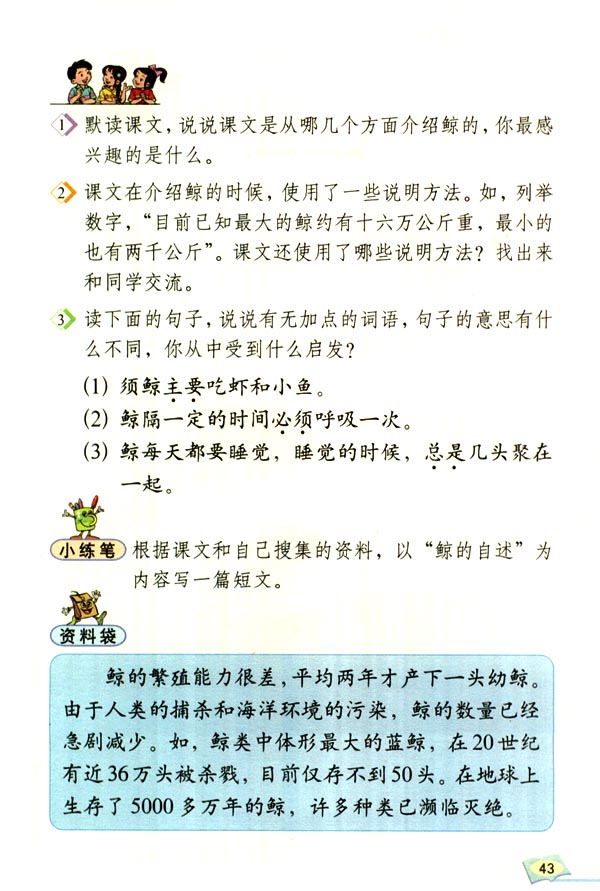 1 默读课文，说说课文是从哪几个方面介绍鲸的，你最感
兴趣的是什么。
2 课文在介绍鲸的时候，使用了一些说明方法。如，列举
数字，“目前已知最大的鲸约有十六万公斤重，最小的
也有两千公斤”。课文还使用了哪些说明方法？找出来
和同学交流。
3 读下面的句子，说说有无加点的词语，句子的意思有什
么不同，你从中受到什么启发？
(1) 须鲸主要吃虾和小鱼。
(2) 鲸隔一定的时间必须呼吸一次。
(3) 鲸每天都要睡觉，睡觉的时候，总是几头聚在
一起。
小练笔 根据课文和自己搜集的资料，以“鲸的自述”为
内容写一篇短文。
资料袋
鲸的繁殖能力很差，平均两年才产下一头幼鲸。
由于人类的捕杀和海洋环境的污染，鲸的数量已经
急剧减少。如，鲸类中体形最大的蓝鲸，在20世纪
有近36万头被杀戮，目前仅存不到50头。在地球上
生存了5000多万年的鲸，许多种类已濒临灭绝。
43